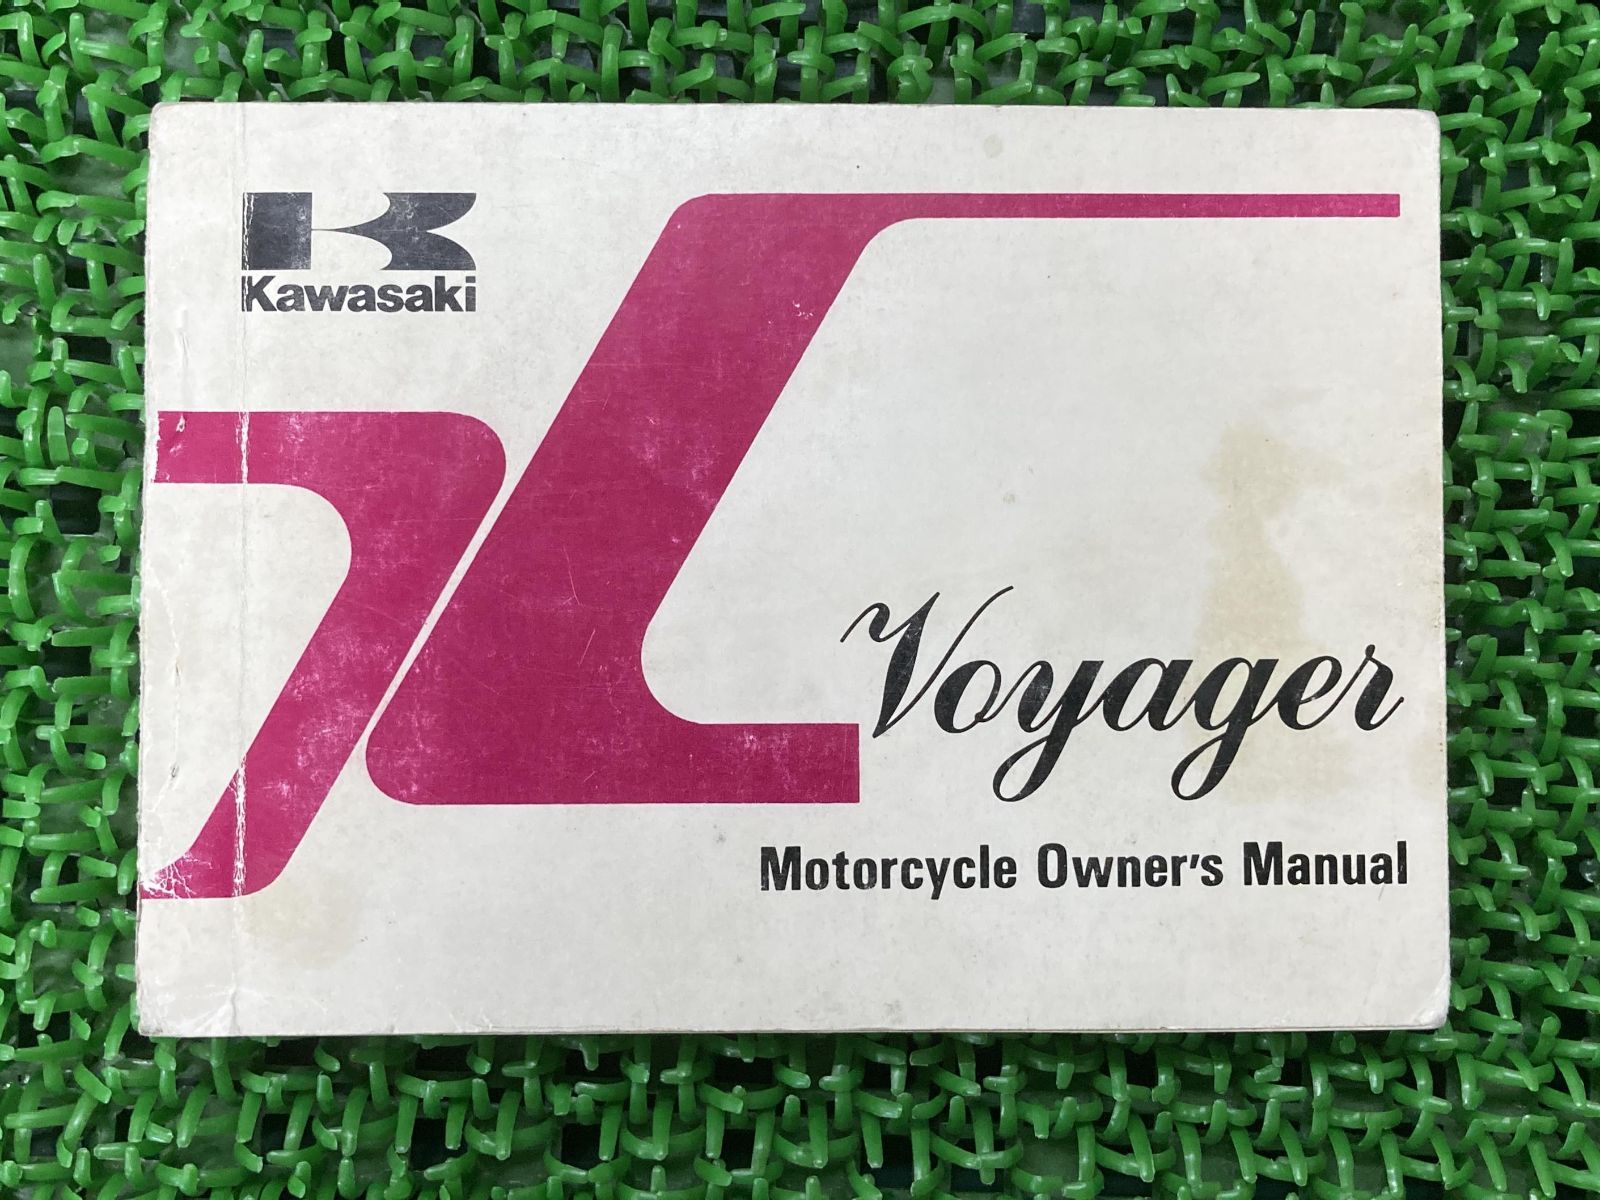 Kawasaki
Voyager
Motorcycle Owner's Manual